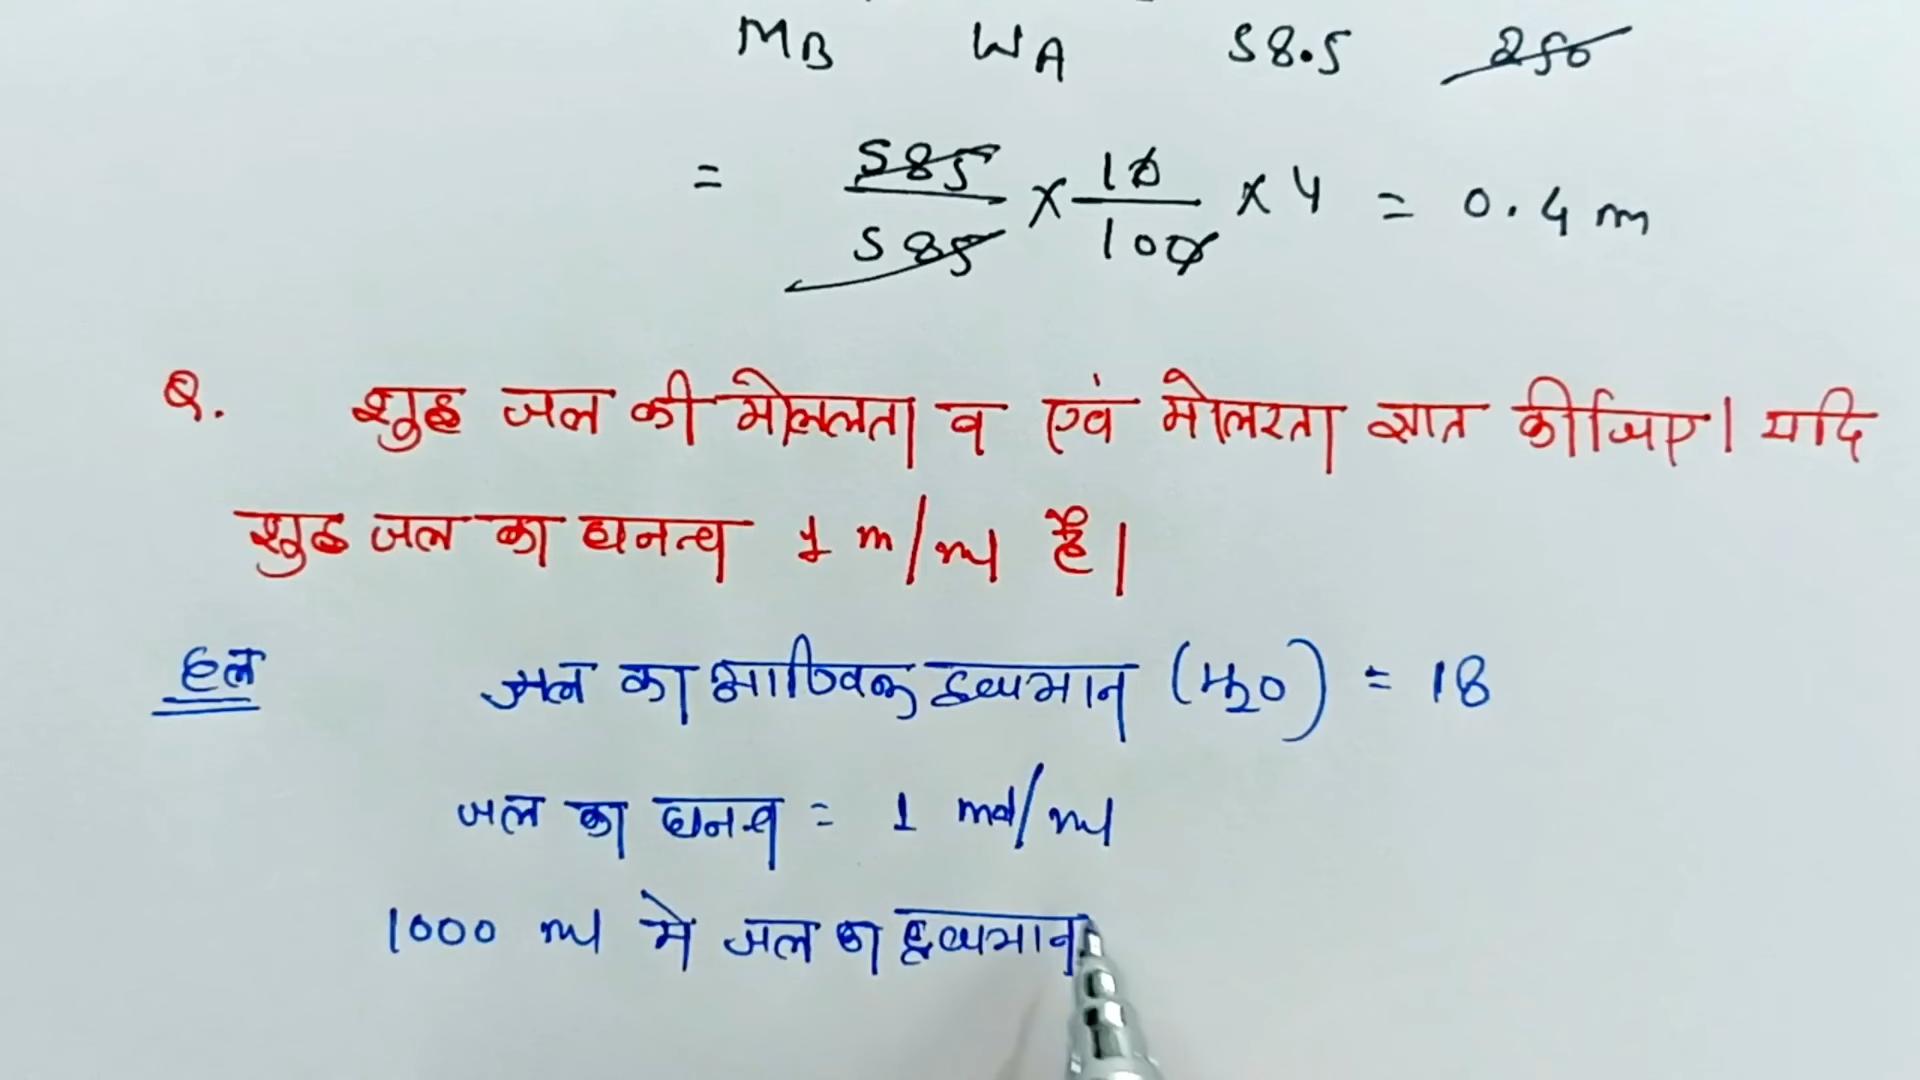 MB WA 58.5 250
= 585/585 × 10/100 × 4 = 0.4 m
Q. शुद्ध जल की मोललता व एवं मोलरता ज्ञात कीजिए। यदि
शुद्ध जल का घनत्व 1 m/ml है।
हल जल का आण्विक द्रव्यमान (H2O) = 18
जल का घनत्व = 1 mol/ml
1000 ml मे जल का द्रव्यमान